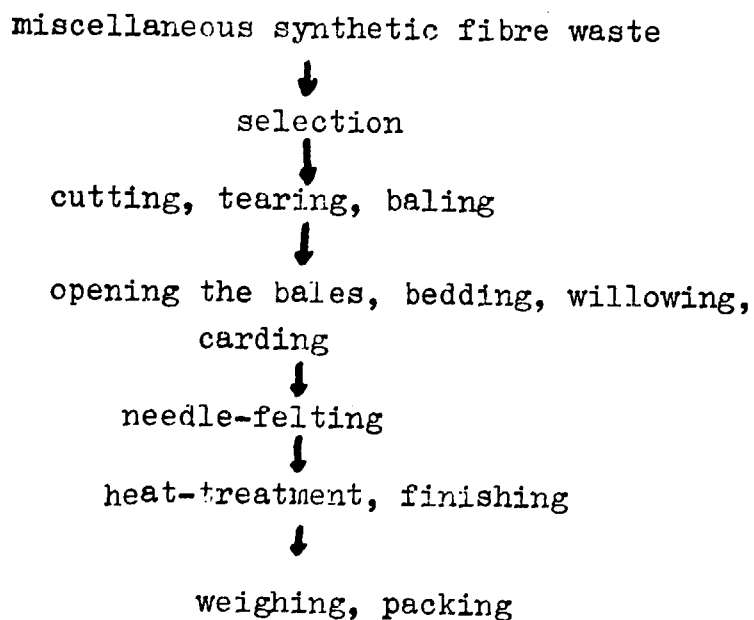 miscellaneous synthetic fibre waste
selection
cutting, tearing, baling
opening the bales, bedding, willowing,
carding
needle-felting
heat-treatment, finishing
weighing, packing